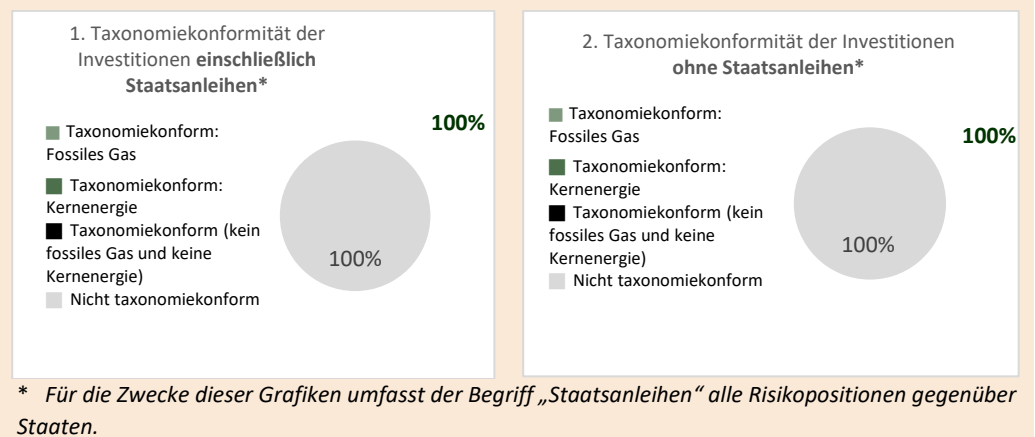 1. Taxonomiekonformität der
Investitionen einschließlich
Staatsanleihen*
100%
Taxonomiekonform:
Fossiles Gas
Taxonomiekonform:
Kernenergie
Taxonomiekonform (kein
fossiles Gas und keine
Kernenergie)
Nicht taxonomiekonform
100%
2. Taxonomiekonformität der Investitionen
ohne Staatsanleihen*
100%
Taxonomiekonform:
Fossiles Gas
Taxonomiekonform:
Kernenergie
Taxonomiekonform (kein
fossiles Gas und keine
Kernenergie)
Nicht taxonomiekonform
100%
* Für die Zwecke dieser Grafiken umfasst der Begriff „Staatsanleihen“ alle Risikopositionen gegenüber
Staaten.